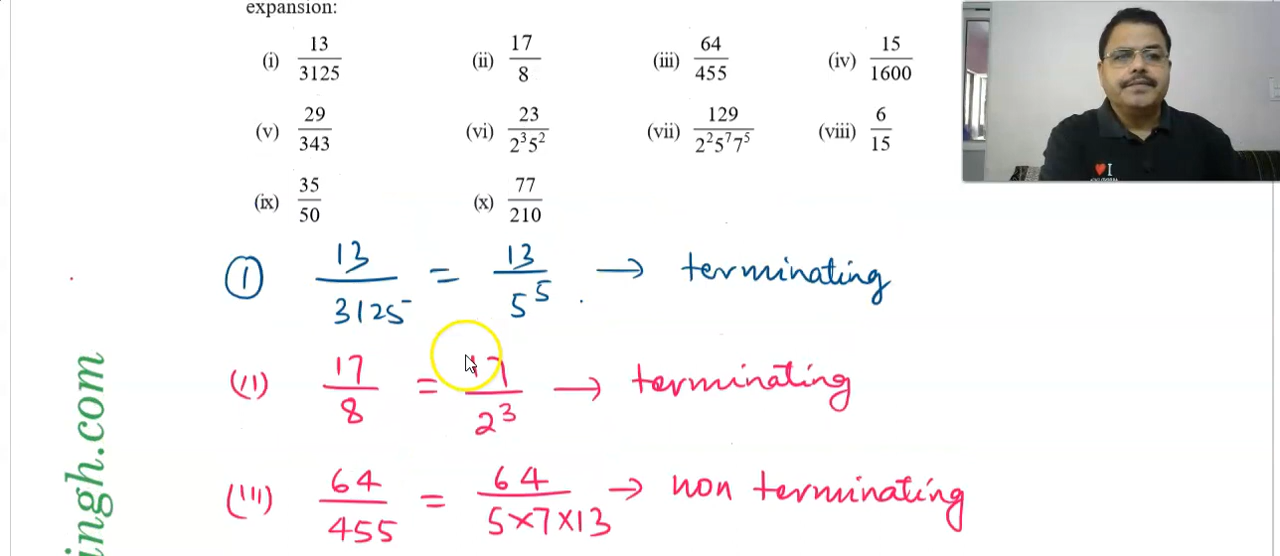 expansion:
(i) 13/3125 (ii) 17/8 (iii) 64/455 (iv) 15/1600
(v) 29/343 (vi) 23/2³5² (vii) 129/2²5⁷7⁵ (viii) 6/15
(ix) 35/50 (x) 77/210
① 13/3125 = 13/5⁵ → terminating
(II) 17/8 = 17/2³ → terminating
(III) 64/455 = 64/5×7×13 → non terminating
ingh.com
❤I